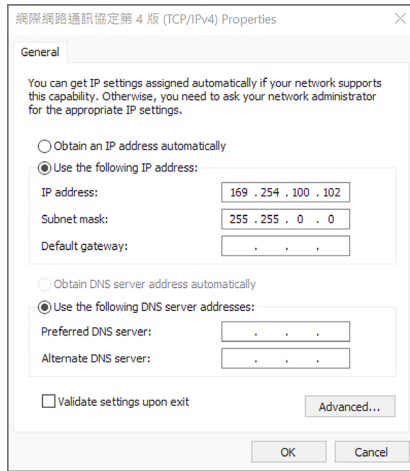 網際網路通訊協定第 4 版 (TCP/IPv4) Properties
General
You can get IP settings assigned automatically if your network supports
this capability. Otherwise, you need to ask your network administrator
for the appropriate IP settings.
Obtain an IP address automatically
Use the following IP address:
IP address: 169 . 254 . 100 . 102
Subnet mask: 255 . 255 . 0 . 0
Default gateway: . . .
Obtain DNS server address automatically
Use the following DNS server addresses:
Preferred DNS server: . . .
Alternate DNS server: . . .
Validate settings upon exit
Advanced...
OK Cancel